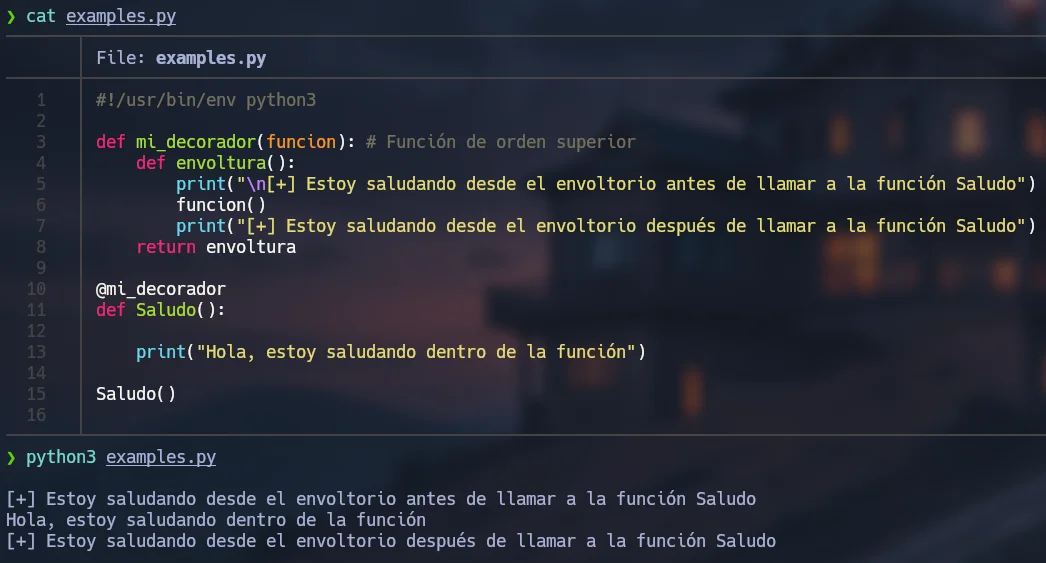 ❯ cat examples.py
File: examples.py
1 #!/usr/bin/env python3
2
3 def mi_decorador(funcion): # Función de orden superior
4     def envoltura():
5         print("\n[+] Estoy saludando desde el envoltorio antes de llamar a la función Saludo")
6         funcion()
7         print("[+] Estoy saludando desde el envoltorio después de llamar a la función Saludo")
8     return envoltura
9
10 @mi_decorador
11 def Saludo():
12
13     print("Hola, estoy saludando dentro de la función")
14
15 Saludo()
16
❯ python3 examples.py
[+] Estoy saludando desde el envoltorio antes de llamar a la función Saludo
Hola, estoy saludando dentro de la función
[+] Estoy saludando desde el envoltorio después de llamar a la función Saludo